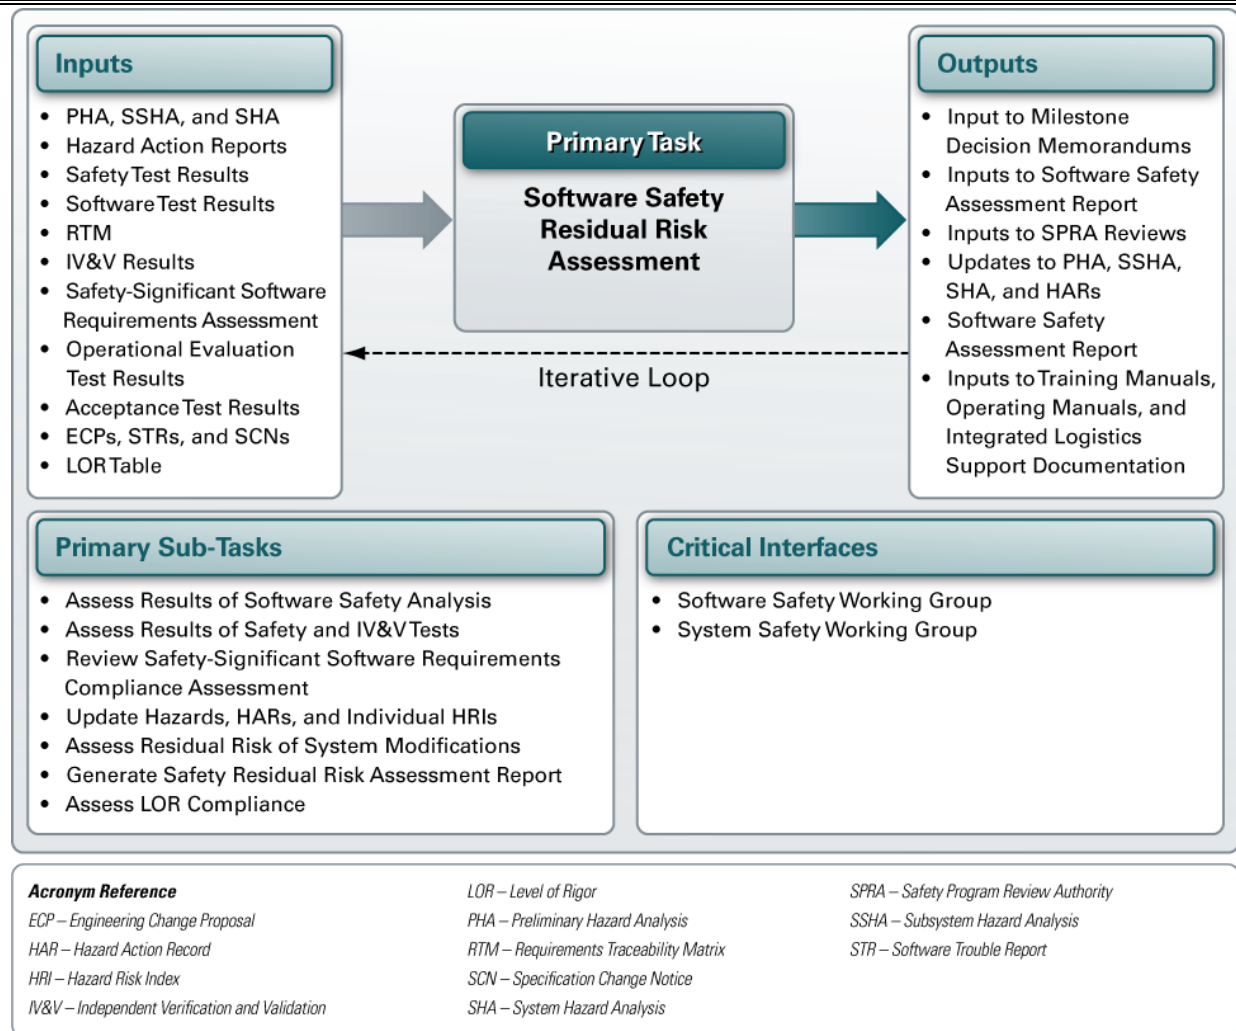 Inputs
• PHA, SSHA, and SHA
• Hazard Action Reports
• Safety Test Results
• Software Test Results
• RTM
• IV&V Results
• Safety-Significant Software
Requirements Assessment
• Operational Evaluation
Test Results
• Acceptance Test Results
• ECPs, STRs, and SCNs
• LOR Table
Primary Task
Software Safety
Residual Risk
Assessment
Iterative Loop
Outputs
• Input to Milestone
Decision Memorandums
• Inputs to Software Safety
Assessment Report
• Inputs to SPRA Reviews
• Updates to PHA, SSHA,
SHA, and HARs
• Software Safety
Assessment Report
• Inputs to Training Manuals,
Operating Manuals, and
Integrated Logistics
Support Documentation
Primary Sub-Tasks
• Assess Results of Software Safety Analysis
• Assess Results of Safety and IV&V Tests
• Review Safety-Significant Software Requirements
Compliance Assessment
• Update Hazards, HARs, and Individual HRIs
• Assess Residual Risk of System Modifications
• Generate Safety Residual Risk Assessment Report
• Assess LOR Compliance
Critical Interfaces
• Software Safety Working Group
• System Safety Working Group
Acronym Reference
ECP – Engineering Change Proposal
HAR – Hazard Action Record
HRI – Hazard Risk Index
IV&V – Independent Verification and Validation
LOR – Level of Rigor
PHA – Preliminary Hazard Analysis
RTM – Requirements Traceability Matrix
SCN – Specification Change Notice
SHA – System Hazard Analysis
SPRA – Safety Program Review Authority
SSHA – Subsystem Hazard Analysis
STR – Software Trouble Report